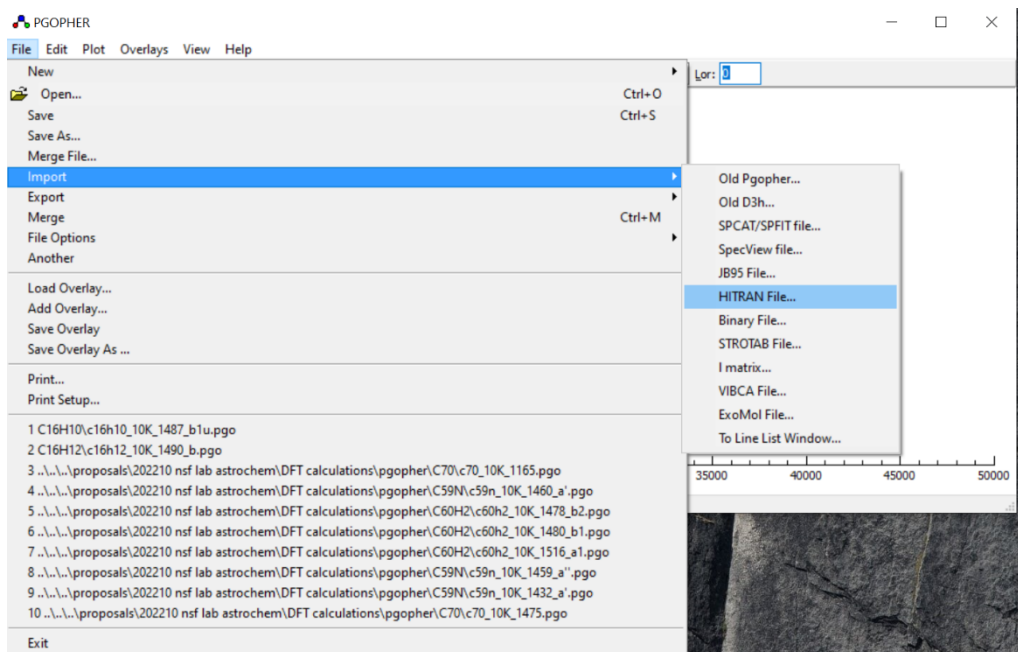 PGOPHER
File Edit Plot Overlays View Help
New
Lor: 0
Open... Ctrl+O
Save Ctrl+S
Save As...
Merge File...
Import
Export
Merge Ctrl+M
File Options
Another
Load Overlay...
Add Overlay...
Save Overlay
Save Overlay As ...
Print...
Print Setup...
1 C16H10\c16h10_10K_1487_b1u.pgo
2 C16H12\c16h12_10K_1490_b.pgo
3 ..\..\..\proposals\202210 nsf lab astrochem\DFT calculations\pgopher\C70\c70_10K_1165.pgo
4 ..\..\..\proposals\202210 nsf lab astrochem\DFT calculations\pgopher\C59N\c59n_10K_1460_a'.pgo
5 ..\..\..\proposals\202210 nsf lab astrochem\DFT calculations\pgopher\C60H2\c60h2_10K_1478_b2.pgo
6 ..\..\..\proposals\202210 nsf lab astrochem\DFT calculations\pgopher\C60H2\c60h2_10K_1480_b1.pgo
7 ..\..\..\proposals\202210 nsf lab astrochem\DFT calculations\pgopher\C60H2\c60h2_10K_1516_a1.pgo
8 ..\..\..\proposals\202210 nsf lab astrochem\DFT calculations\pgopher\C59N\c59n_10K_1459_a''.pgo
9 ..\..\..\proposals\202210 nsf lab astrochem\DFT calculations\pgopher\C59N\c59n_10K_1432_a'.pgo
10 ..\..\..\proposals\202210 nsf lab astrochem\DFT calculations\pgopher\C70\c70_10K_1475.pgo
Exit
Old Pgopher...
Old D3h...
SPCAT/SPFIT file...
SpecView file...
JB95 File...
HITRAN File...
Binary File...
STROTAB File...
l matrix...
VIBCA File...
ExoMol File...
To Line List Window...
35000 40000 45000 50000